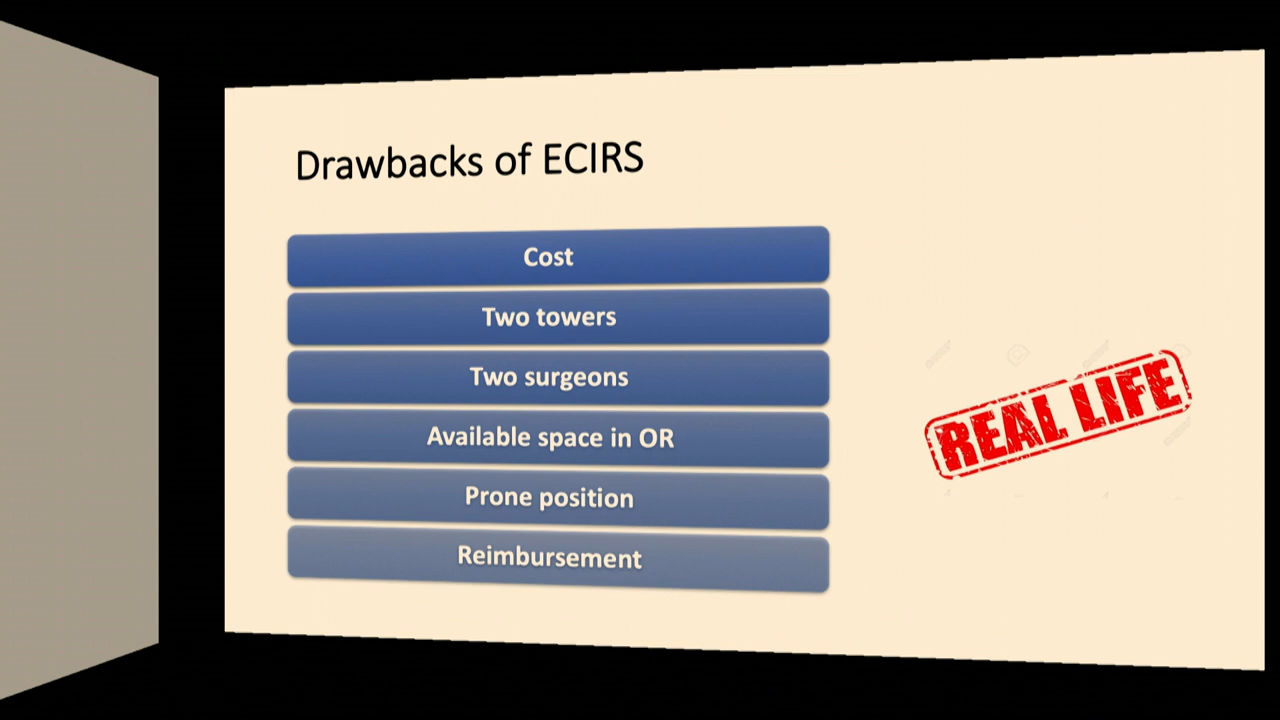 Drawbacks of ECIRS
Cost
Two towers
Two surgeons
Available space in OR
Prone position
Reimbursement
REAL LIFE